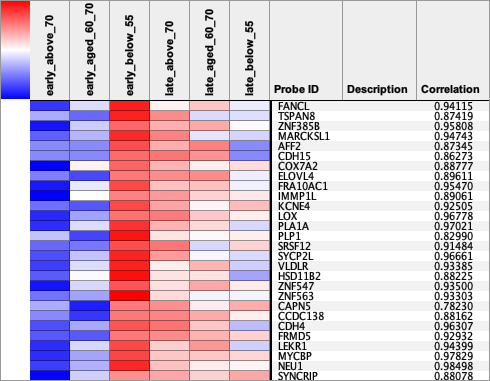 early_above_70
early_aged_60_70
early_below_55
late_above_70
late_aged_60_70
late_below_55
Probe ID Description Correlation
FANCL 0.94115
TSPAN8 0.87419
ZNF385B 0.95808
MARCKSL1 0.94743
AFF2 0.87345
CDH15 0.86273
COX7A2 0.88777
ELOVL4 0.89611
FRA10AC1 0.95470
IMMP1L 0.89061
KCNE4 0.92505
LOX 0.96778
PLA1A 0.97021
PLP1 0.82990
SRSF12 0.91484
SYCP2L 0.96661
VLDLR 0.93385
HSD11B2 0.88225
ZNF547 0.93500
ZNF563 0.93303
CAPN5 0.78230
CCDC138 0.88162
CDH4 0.96307
FRMD5 0.92932
LEKR1 0.94399
MYCBP 0.97829
NEU1 0.98498
SYNCRIP 0.88078